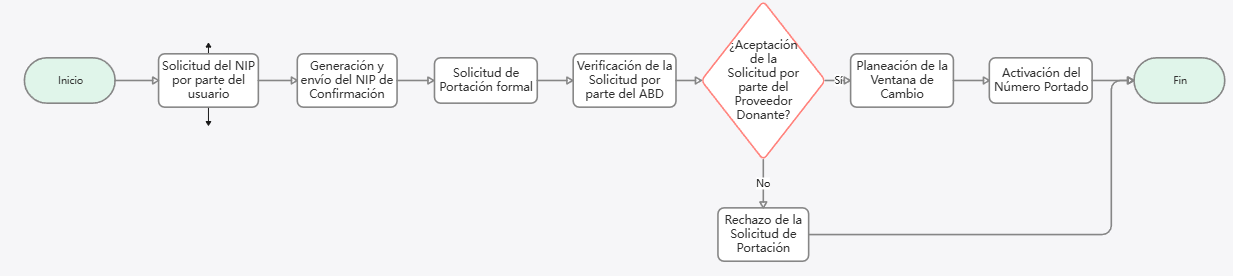 Inicio
Solicitud del NIP
por parte del
usuario
Generación y
envío del NIP de
Confirmación
Solicitud de
Portación formal
Verificación de la
Solicitud por
parte del ABD
¿Aceptación
de la
Solicitud por
parte del
Proveedor
Donante?
Sí
Planeación de la
Ventana de
Cambio
Activación del
Número Portado
Fin
No
Rechazo de la
Solicitud de
Portación